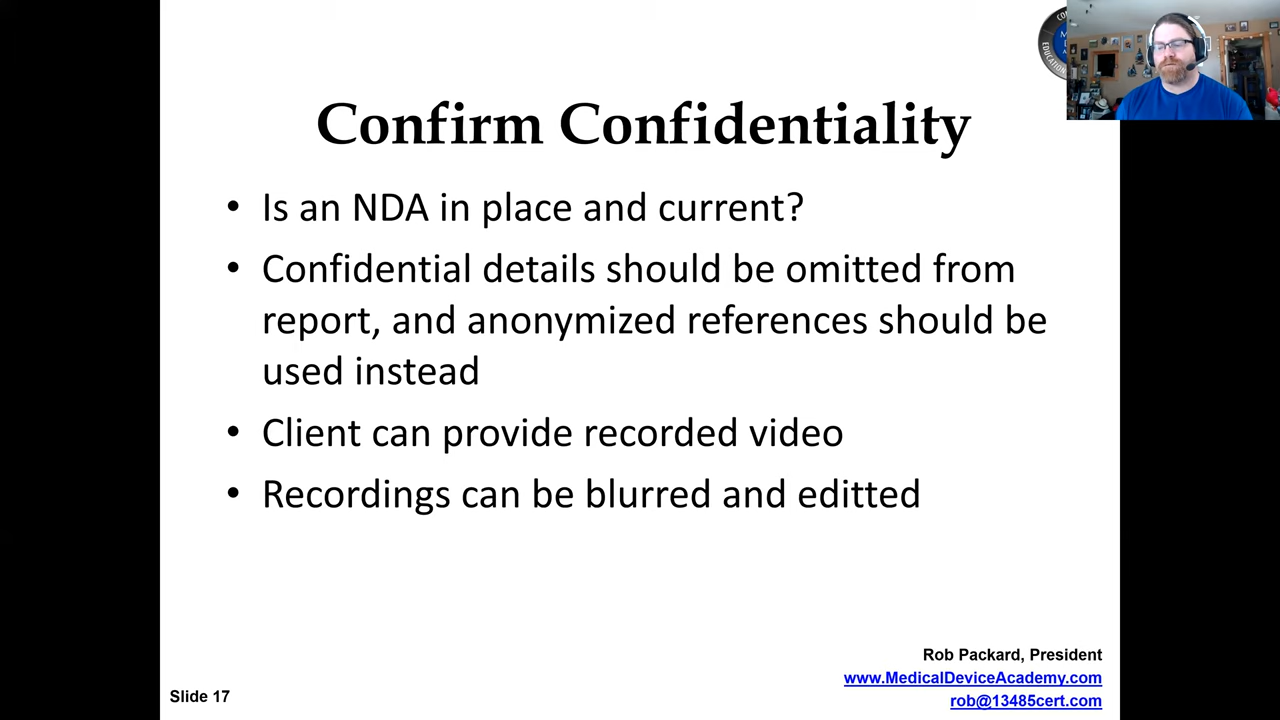 Confirm Confidentiality
• Is an NDA in place and current?
• Confidential details should be omitted from
report, and anonymized references should be
used instead
• Client can provide recorded video
• Recordings can be blurred and editted
Rob Packard, President
www.MedicalDeviceAcademy.com
rob@13485cert.com
Slide 17